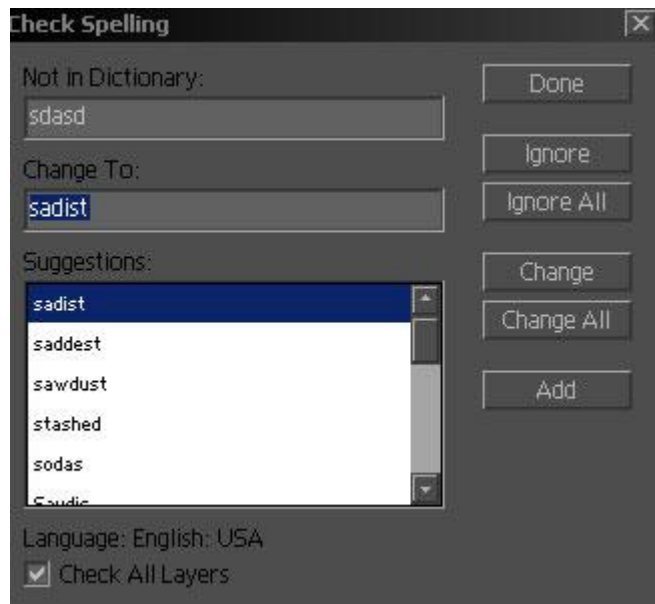 Check Spelling
Not in Dictionary:
sdasd
Change To:
sadist
Suggestions:
sadist
saddest
sawdust
stashed
sodas
Language: English: USA
Check All Layers
Done
Ignore
Ignore All
Change
Change All
Add